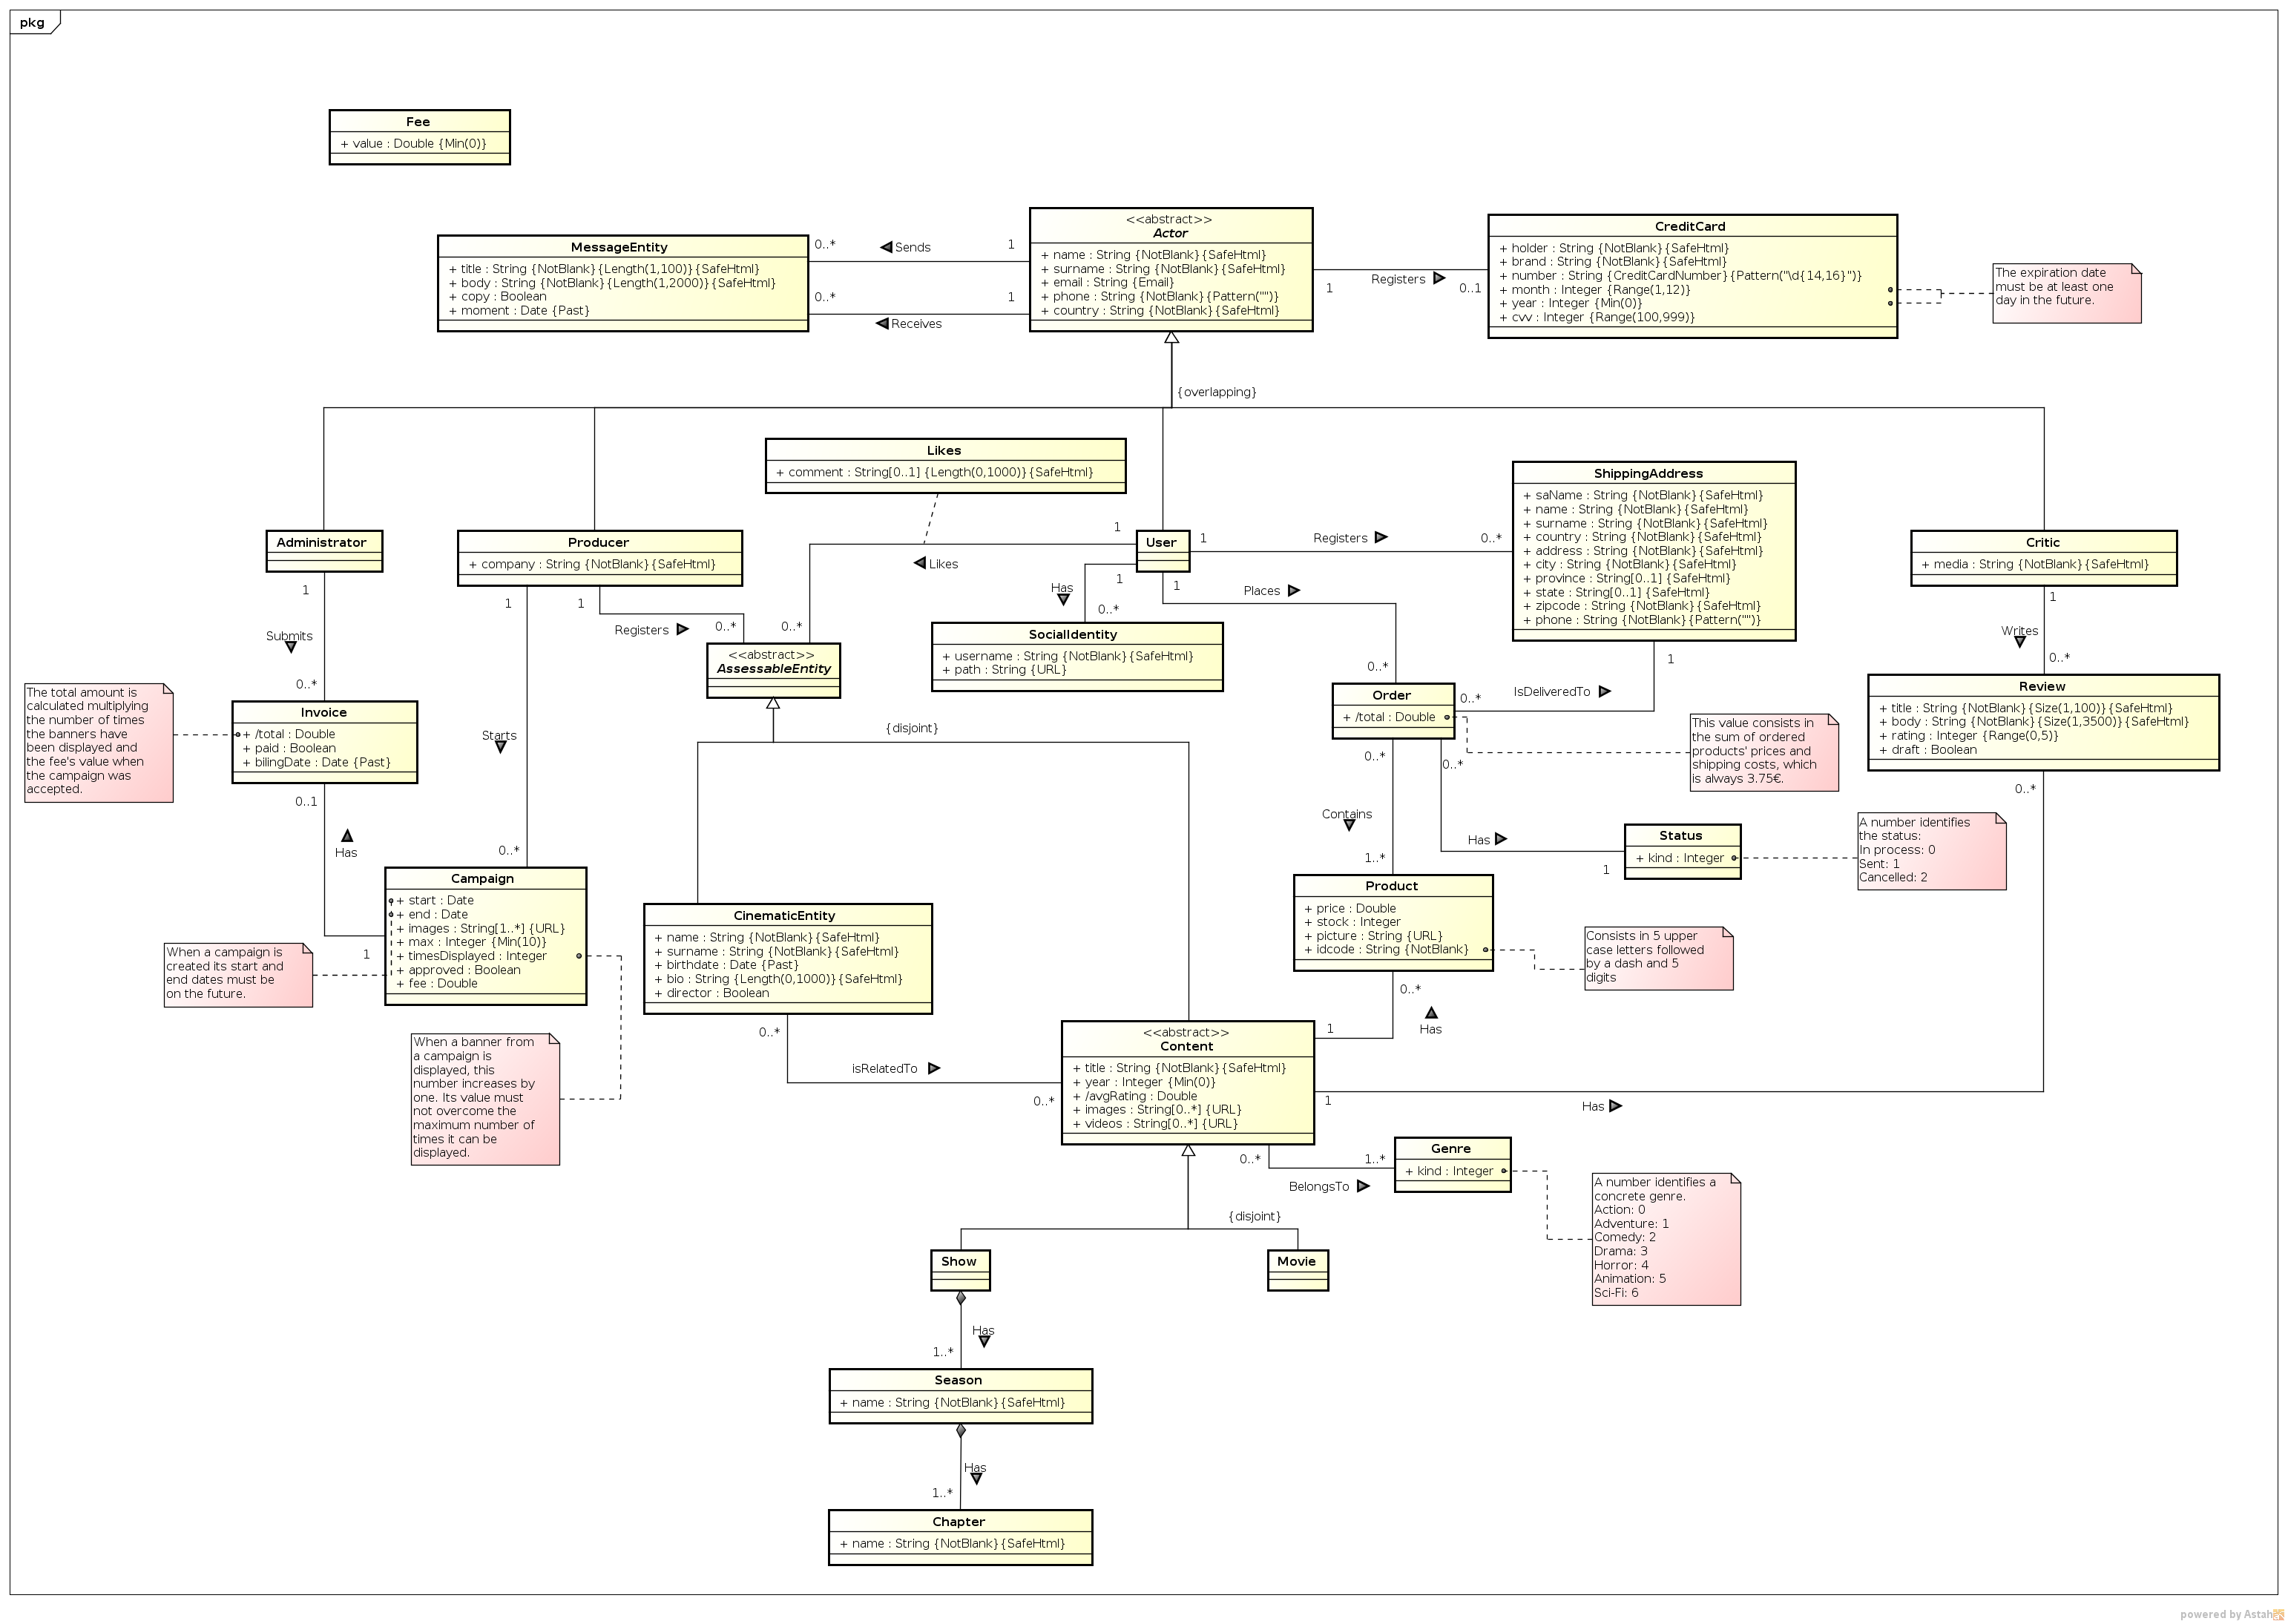 pkg
Fee
+ value : Double {Min(0)}
<<abstract>>
Actor
+ name : String {NotBlank}{SafeHtml}
+ surname : String {NotBlank}{SafeHtml}
+ email : String {Email}
+ phone : String {NotBlank}{Pattern("")}
+ country : String {NotBlank}{SafeHtml}
MessageEntity
+ title : String {NotBlank}{Length(1,100)}{SafeHtml}
+ body : String {NotBlank}{Length(1,2000)}{SafeHtml}
+ copy : Boolean
+ moment : Date {Past}
0..*
Sends
1
0..*
1
Receives
CreditCard
+ holder : String {NotBlank}{SafeHtml}
+ brand : String {NotBlank}{SafeHtml}
+ number : String {CreditCardNumber}{Pattern("\d{14,16}")}
+ month : Integer {Range(1,12)}
+ year : Integer {Min(0)}
+ cvv : Integer {Range(100,999)}
1
Registers
0..1
The expiration date
must be at least one
day in the future.
{overlapping}
Likes
+ comment : String[0..1] {Length(0,1000)}{SafeHtml}
ShippingAddress
+ saName : String {NotBlank}{SafeHtml}
+ name : String {NotBlank}{SafeHtml}
+ surname : String {NotBlank}{SafeHtml}
+ country : String {NotBlank}{SafeHtml}
+ address : String {NotBlank}{SafeHtml}
+ city : String {NotBlank}{SafeHtml}
+ province : String[0..1] {SafeHtml}
+ state : String[0..1] {SafeHtml}
+ zipcode : String {NotBlank}{SafeHtml}
+ phone : String {NotBlank}{Pattern("")}
Administrator
Producer
+ company : String {NotBlank}{SafeHtml}
User
Critic
+ media : String {NotBlank}{SafeHtml}
1
Likes
1
Registers
0..*
1
Has
0..*
1
Places
0..*
1
Submits
0..*
1
Starts
0..*
1
Registers
0..*
0..*
1
Writes
0..*
<<abstract>>
AssessableEntity
SocialIdentity
+ username : String {NotBlank}{SafeHtml}
+ path : String {URL}
Order
+ /total : Double
0..*
IsDeliveredTo
1
Review
+ title : String {NotBlank}{Size(1,100}{SafeHtml}
+ body : String {NotBlank}{Size(1,3500)}{SafeHtml}
+ rating : Integer {Range(0,5)}
+ draft : Boolean
The total amount is
calculated multiplying
the number of times
the banners have
been displayed and
the fee's value when
the campaign was
accepted.
Invoice
+ /total : Double
+ paid : Boolean
+ bilingDate : Date {Past}
0..1
Has
1
{disjoint}
This value consists in
the sum of ordered
products' prices and
shipping costs, which
is always 3.75€.
0..*
Contains
1..*
0..*
Has
1
0..*
Status
+ kind : Integer
A number identifies
the status:
In process: 0
Sent: 1
Cancelled: 2
Campaign
+ start : Date
+ end : Date
+ images : String[1..*] {URL}
+ max : Integer {Min(10)}
+ timesDisplayed : Integer
+ approved : Boolean
+ fee : Double
When a campaign is
created its start and
end dates must be
on the future.
When a banner from
a campaign is
displayed, this
number increases by
one. Its value must
not overcome the
maximum number of
times it can be
displayed.
CinematicEntity
+ name : String {NotBlank}{SafeHtml}
+ surname : String {NotBlank}{SafeHtml}
+ birthdate : Date {Past}
+ bio : String {Length(0,1000)}{SafeHtml}
+ director : Boolean
Product
+ price : Double
+ stock : Integer
+ picture : String {URL}
+ idcode : String {NotBlank}
Consists in 5 upper
case letters followed
by a dash and 5
digits
0..*
Has
1
0..*
isRelatedTo
0..*
<<abstract>>
Content
+ title : String {NotBlank}{SafeHtml}
+ year : Integer {Min(0)}
+ /avgRating : Double
+ images : String[0..*] {URL}
+ videos : String[0..*] {URL}
1
Has
0..*
BelongsTo
1..*
Genre
+ kind : Integer
A number identifies a
concrete genre.
Action: 0
Adventure: 1
Comedy: 2
Drama: 3
Horror: 4
Animation: 5
Sci-Fi: 6
{disjoint}
Show
Movie
Has
1..*
Season
+ name : String {NotBlank}{SafeHtml}
Has
1..*
Chapter
+ name : String {NotBlank}{SafeHtml}
powered by Astah